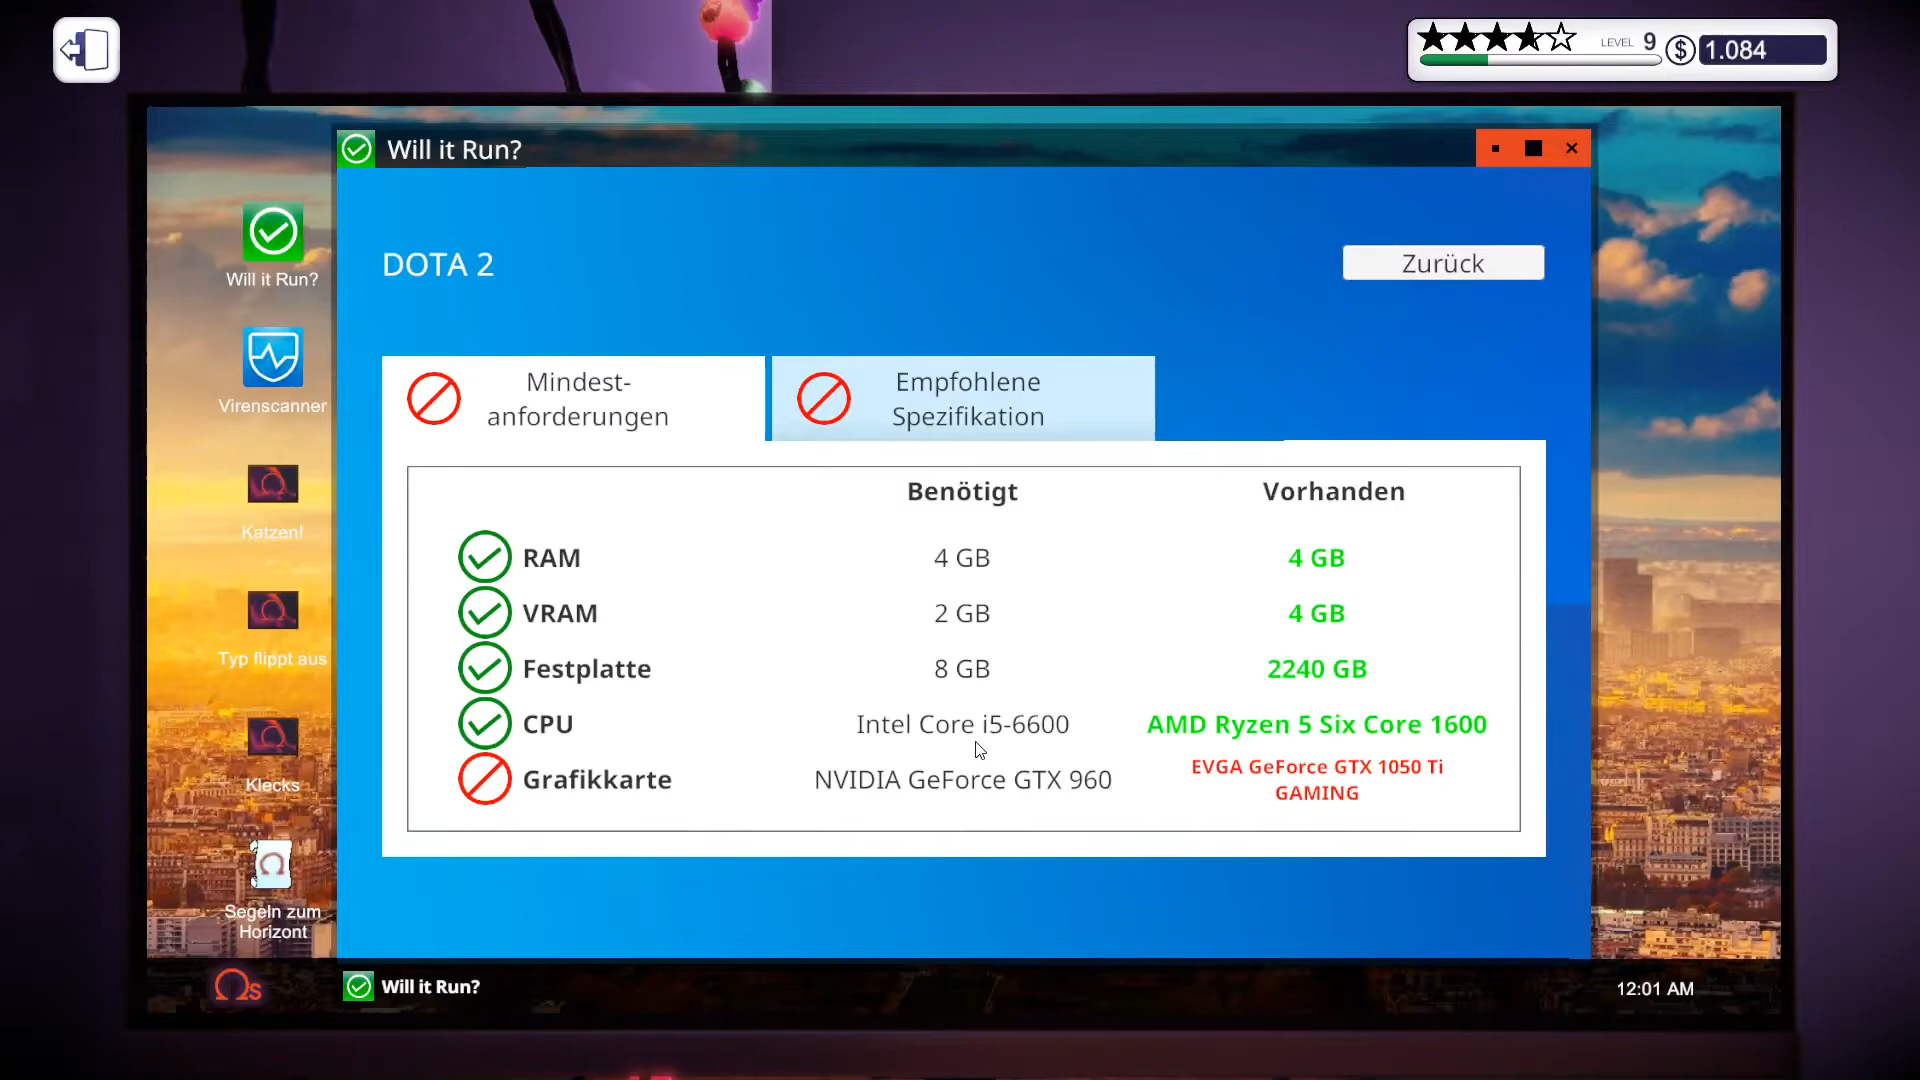 LEVEL 9 $ 1.084
Will it Run?
Will it Run?
Virenscanner
Katzen!
Typ flippt aus
Klecks
Segeln zum
Horizont
DOTA 2
Zurück
Mindest-
anforderungen
Empfohlene
Spezifikation
Benötigt Vorhanden
RAM 4 GB 4 GB
VRAM 2 GB 4 GB
Festplatte 8 GB 2240 GB
CPU Intel Core i5-6600 AMD Ryzen 5 Six Core 1600
Grafikkarte NVIDIA GeForce GTX 960 EVGA GeForce GTX 1050 Ti
GAMING
Ωs Will it Run? 12:01 AM